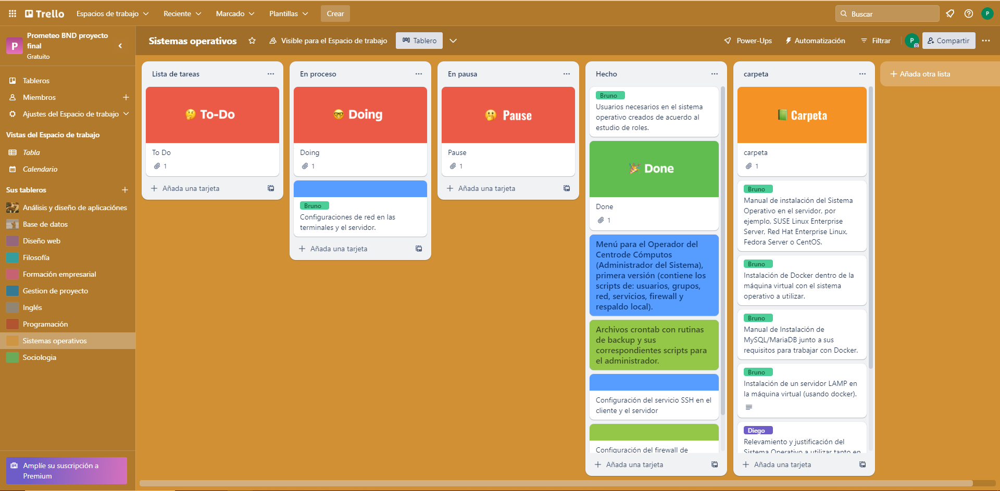 Trello
Espacios de trabajo
Reciente
Marcado
Plantillas
Crear
Buscar
P
P
Prometeo BND proyecto
final
Gratuito
Sistemas operativos
Visible para el Espacio de trabajo
Tablero
Power-Ups
Automatización
Filtrar
P
Compartir
Tableros
Miembros
Ajustes del Espacio de trabajo
Vistas del Espacio de trabajo
Tabla
Calendario
Sus tableros
Análisis y diseño de aplicaciónes
Base de datos
Diseño web
Filosofía
Formación empresarial
Gestion de proyecto
Inglés
Programación
Sistemas operativos
Sociologia
Amplíe su suscripción a
Premium
Lista de tareas
To-Do
To Do
1
Añada una tarjeta
En proceso
Doing
Doing
1
Bruno
Configuraciones de red en las
terminales y el servidor.
Añada una tarjeta
En pausa
Pause
Pause
1
Añada una tarjeta
Hecho
Bruno
Usuarios necesarios en el sistema
operativo creados de acuerdo al
estudio de roles.
Done
Done
1
Menú para el Operador del
Centrode Cómputos
(Administrador del Sistema),
primera versión (contiene los
scripts de: usuarios, grupos,
red, servicios, firewall y
respaldo local).
Archivos crontab con rutinas
de backup y sus
correspondientes scripts para
el administrador.
Configuración del servicio SSH en el
cliente y el servidor
Configuración del firewall de
Añada una tarjeta
carpeta
Carpeta
carpeta
1
Bruno
Manual de instalación del Sistema
Operativo en el servidor, por
ejemplo, SUSE Linux Enterprise
Server, Red Hat Enterprise Linux,
Fedora Server o CentOS.
Bruno
Instalación de Docker dentro de la
máquina virtual con el sistema
operativo a utilizar.
Bruno
Manual de Instalación de
MySQL/MariaDB junto a sus
requisitos para trabajar con Docker.
Bruno
Instalación de un servidor LAMP en
la máquina virtual (usando docker).
Diego
Relevamiento y justificación del
Sistema Operativo a utilizar tanto en
Añada una tarjeta
Añada otra lista